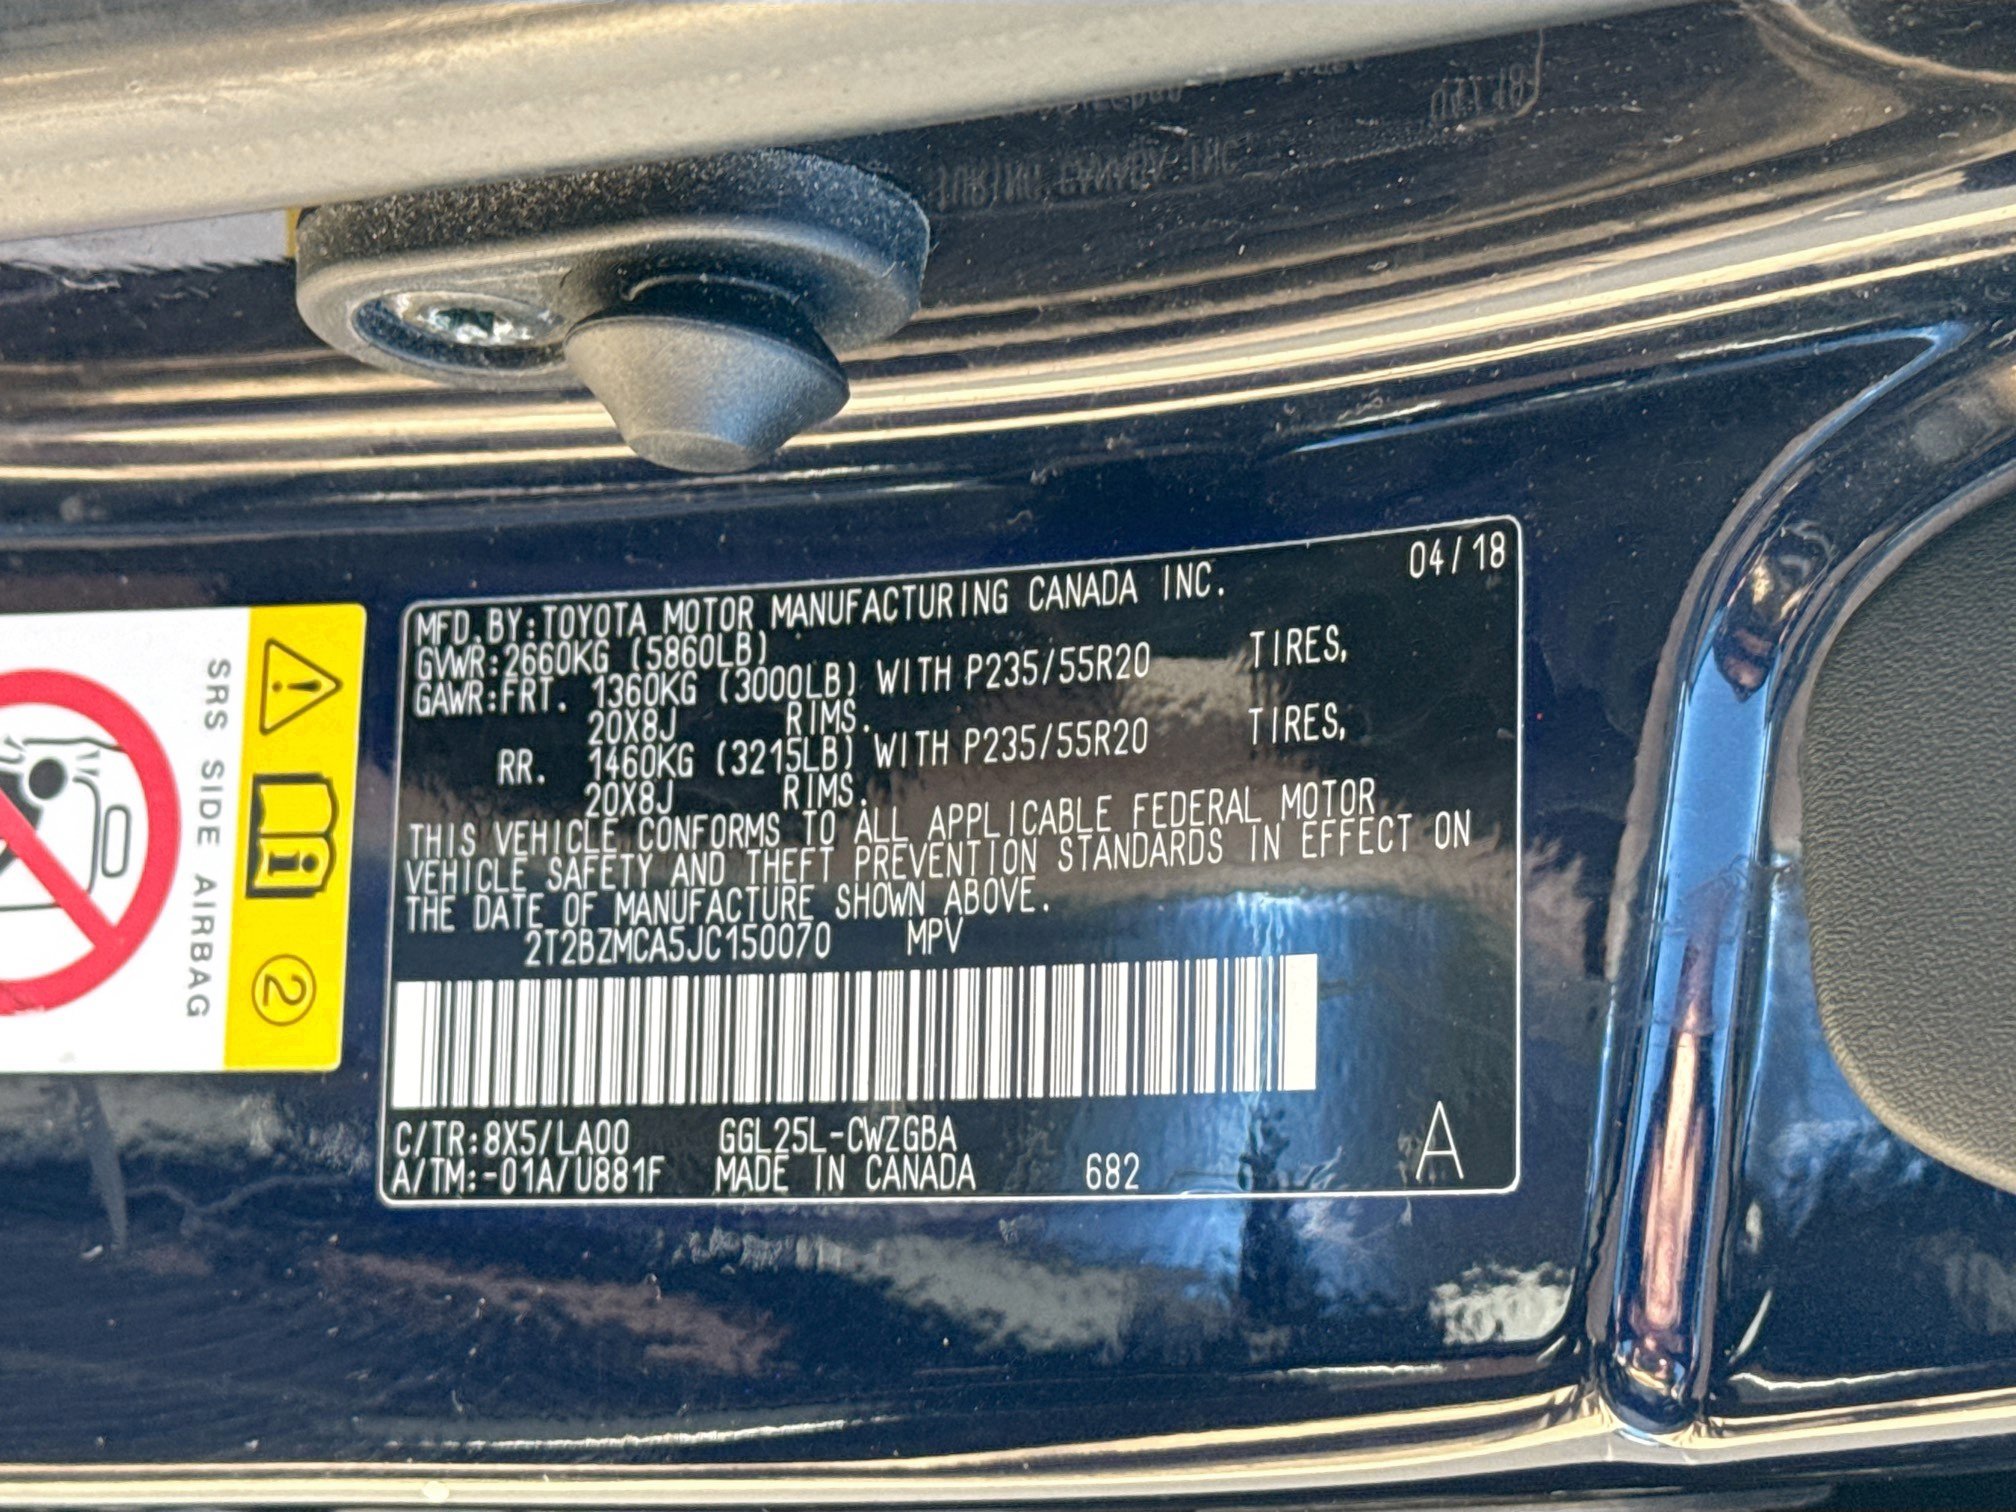 SRS SIDE AIRBAG
2
04/18
MFD.BY:TOYOTA MOTOR MANUFACTURING CANADA INC.
GVWR:2660KG (5860LB)
GAWR:FRT. 1360KG (3000LB) WITH P235/55R20 TIRES,
20X8J RIMS.
RR. 1460KG (3215LB) WITH P235/55R20 TIRES,
20X8J RIMS.
THIS VEHICLE CONFORMS TO ALL APPLICABLE FEDERAL MOTOR
VEHICLE SAFETY AND THEFT PREVENTION STANDARDS IN EFFECT ON
THE DATE OF MANUFACTURE SHOWN ABOVE.
2T2BZMCA5JC150070 MPV
C/TR:8X5/LA00 GGL25L-CWZGBA
A/TM:-01A/U881F MADE IN CANADA 682 A